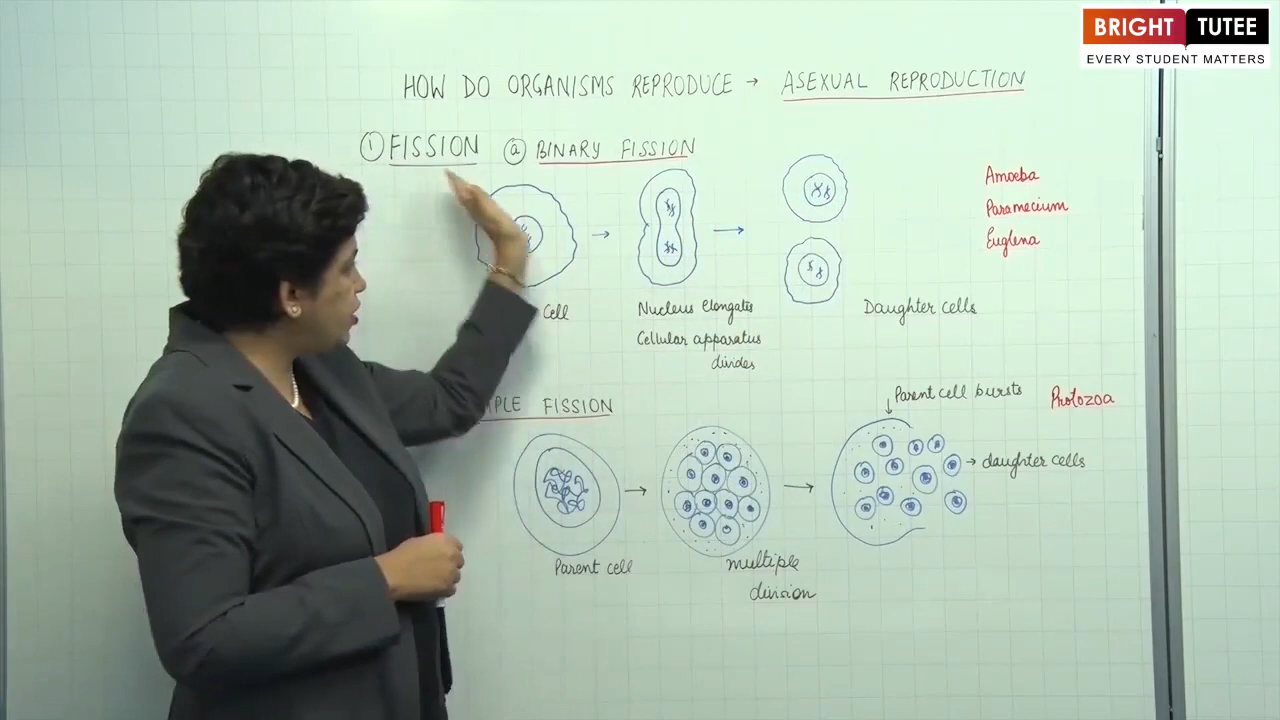 BRIGHT TUTEE
EVERY STUDENT MATTERS
HOW DO ORGANISMS REPRODUCE → ASEXUAL REPRODUCTION
① FISSION ⓐ BINARY FISSION
Amoeba
Paramecium
Euglena
Cell
Nucleus elongates
Cellular apparatus
divides
Daughter cells
FISSION
Parent cell bursts
Protozoa
→ daughter cells
Parent cell
multiple
division